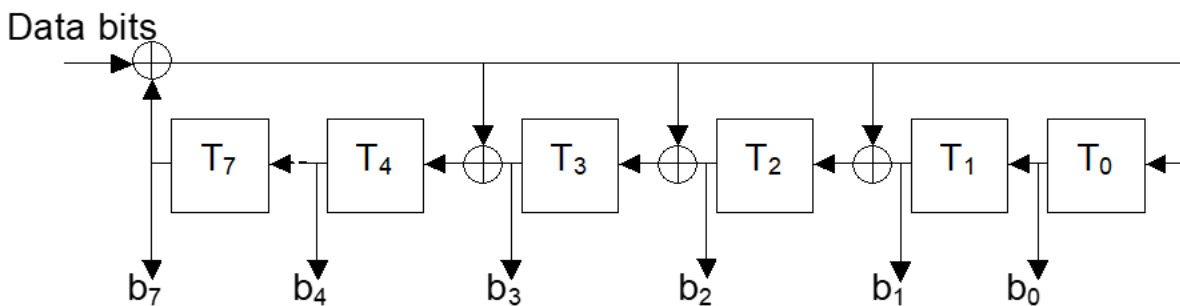 Data bits
T₇ T₄ T₃ T₂ T₁ T₀
b₇ b₄ b₃ b₂ b₁ b₀